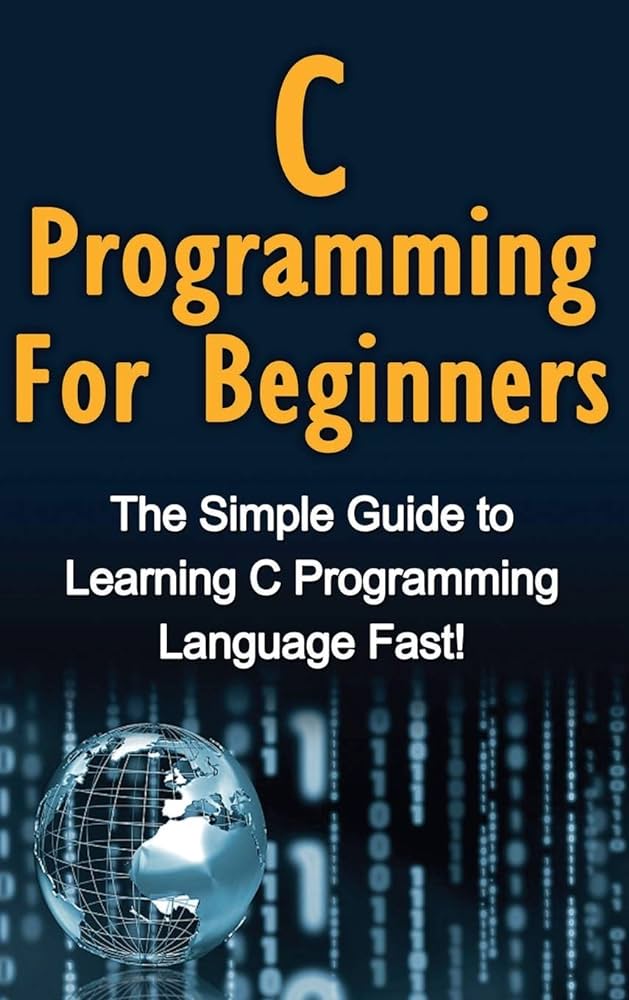 C
Programming
For Beginners
The Simple Guide to
Learning C Programming
Language Fast!